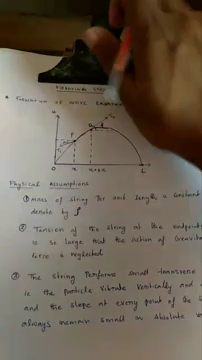 * Equation of wave
u
P
α
x
x+δx
L
Physical Assumptions
① mass of string Per unit length is constant
denote by ρ
② Tension of the string at the endpoints
is so large that the action of Gravita
force is neglected
③ The string Performs small transverse
is the particle vibrate vertically and
and the slope at every point of the
always remain small in absolute